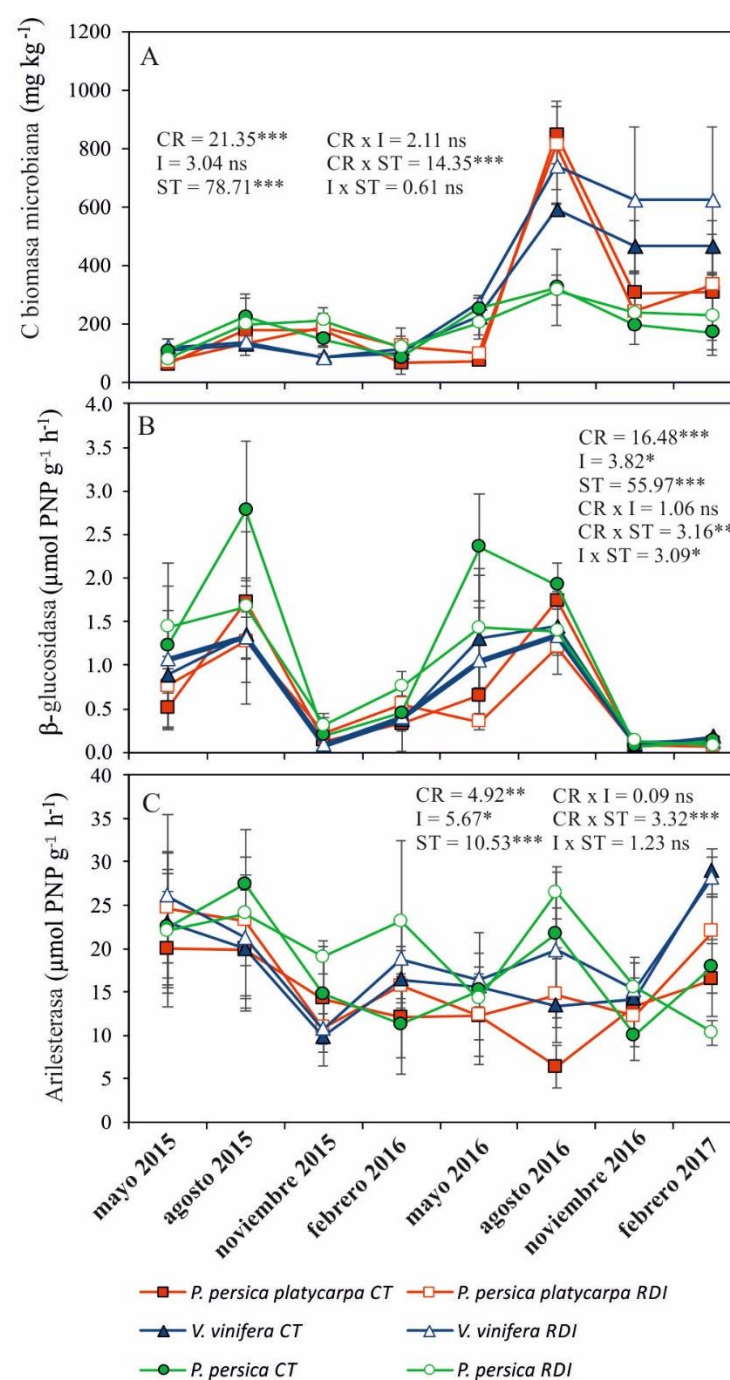 1200
1000
800
600
400
200
0
C biomasa microbiana (mg kg⁻¹)
A
CR = 21.35***
I = 3.04 ns
ST = 78.71***
CR x I = 2.11 ns
CR x ST = 14.35***
I x ST = 0.61 ns
4.0
3.5
3.0
2.5
2.0
1.5
1.0
0.5
0.0
β-glucosidasa (µmol PNP g⁻¹ h⁻¹)
B
CR = 16.48***
I = 3.82*
ST = 55.97***
CR x I = 1.06 ns
CR x ST = 3.16**
I x ST = 3.09*
40
35
30
25
20
15
10
5
0
Arilesterasa (µmol PNP g⁻¹ h⁻¹)
C
CR = 4.92**
I = 5.67*
ST = 10.53***
CR x I = 0.09 ns
CR x ST = 3.32***
I x ST = 1.23 ns
mayo 2015
agosto 2015
noviembre 2015
febrero 2016
mayo 2016
agosto 2016
noviembre 2016
febrero 2017
P. persica platycarpa CT
P. persica platycarpa RDI
V. vinifera CT
V. vinifera RDI
P. persica CT
P. persica RDI